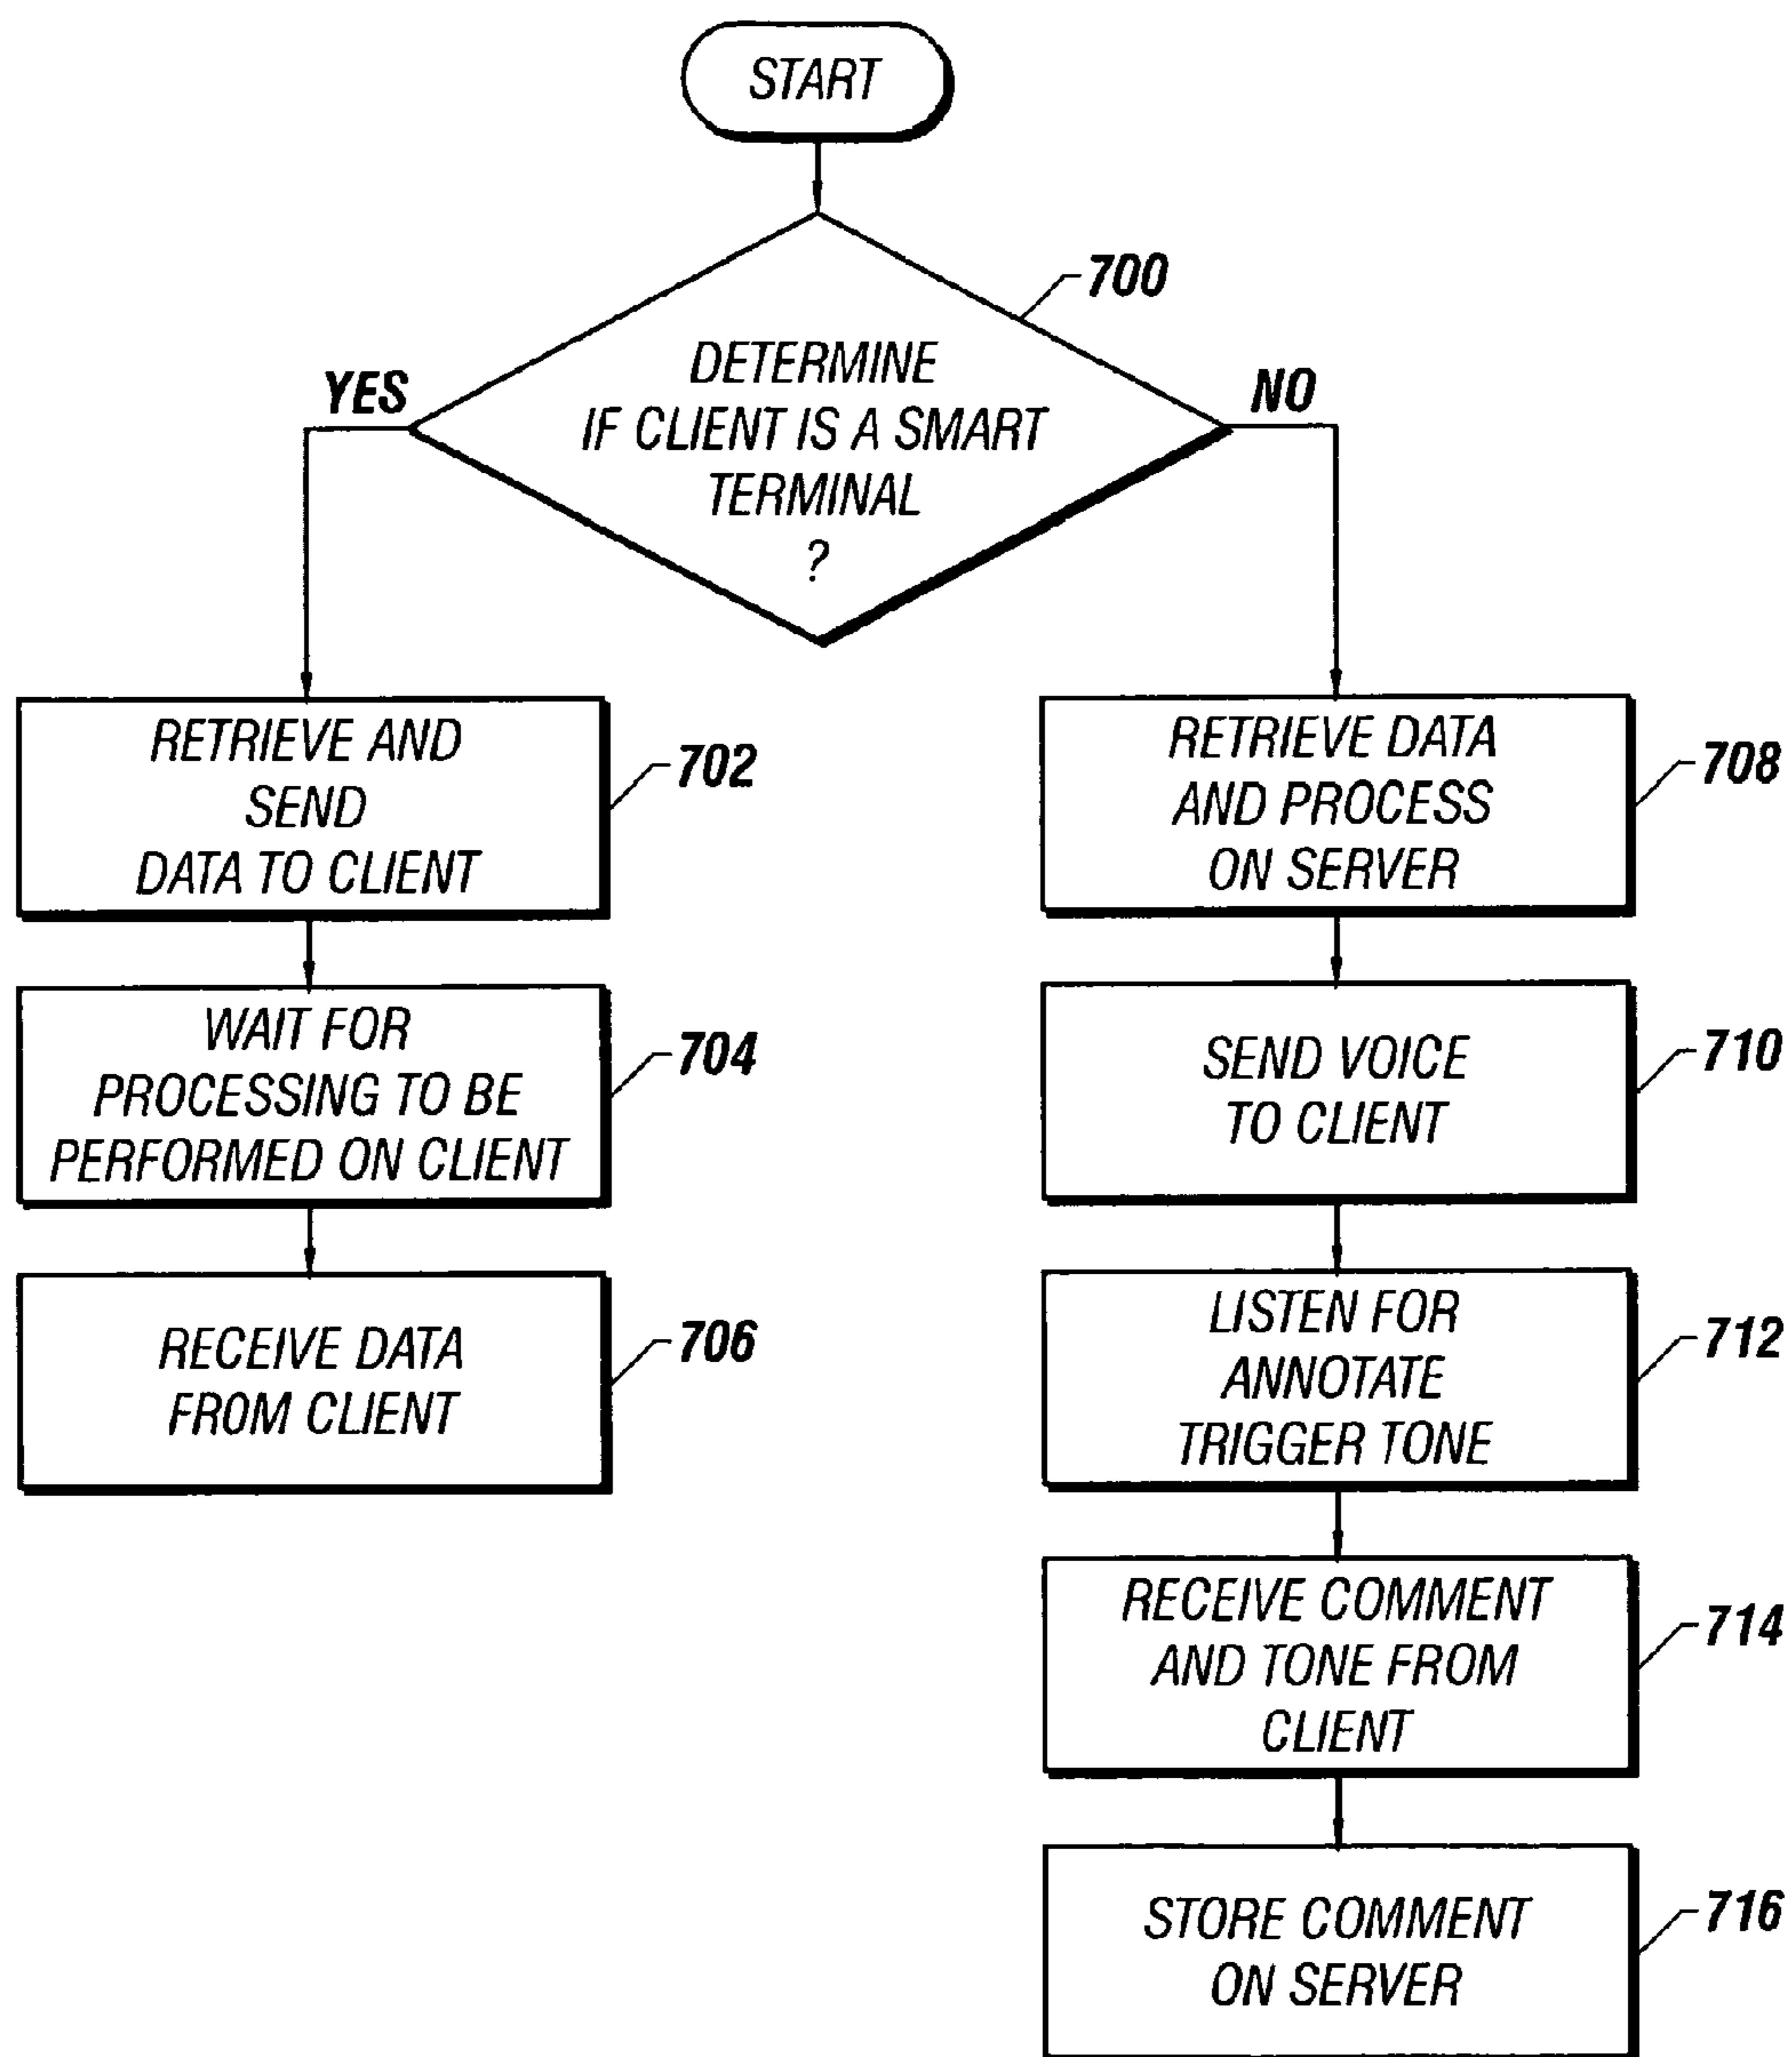 START
700
DETERMINE
IF CLIENT IS A SMART
TERMINAL
?
YES
NO
RETRIEVE AND
SEND
DATA TO CLIENT
702
WAIT FOR
PROCESSING TO BE
PERFORMED ON CLIENT
704
RECEIVE DATA
FROM CLIENT
706
RETRIEVE DATA
AND PROCESS
ON SERVER
708
SEND VOICE
TO CLIENT
710
LISTEN FOR
ANNOTATE
TRIGGER TONE
712
RECEIVE COMMENT
AND TONE FROM
CLIENT
714
STORE COMMENT
ON SERVER
716